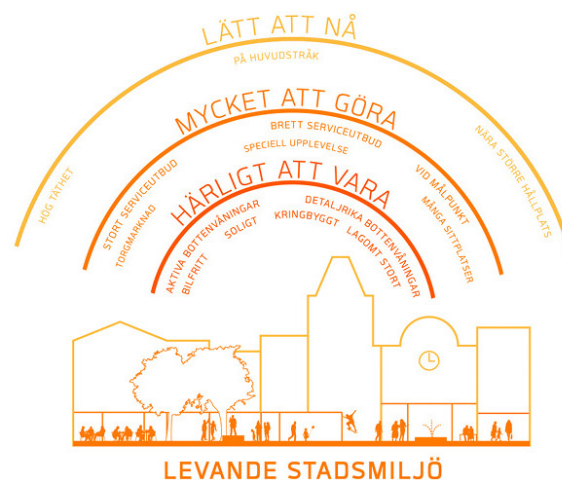 LÄTT ATT NÅ
PÅ HUVUDSTRÅK
HÖG TÄTHET
NÄRA STÖRRE HÅLLPLATS
MYCKET ATT GÖRA
BRETT SERVICEUTBUD
SPECIELL UPPLEVELSE
STORT SERVICEUTBUD
TORGMARKNAD
VID MÅLPUNKT
MÅNGA SITTPLATSER
HÄRLIGT ATT VARA
AKTIVA BOTTENVÅNINGAR
BILFRITT
SOLIGT
KRINGBYGGT
DETALJRIKA BOTTENVÅNINGAR
LAGOMT STORT
LEVANDE STADSMILJÖ